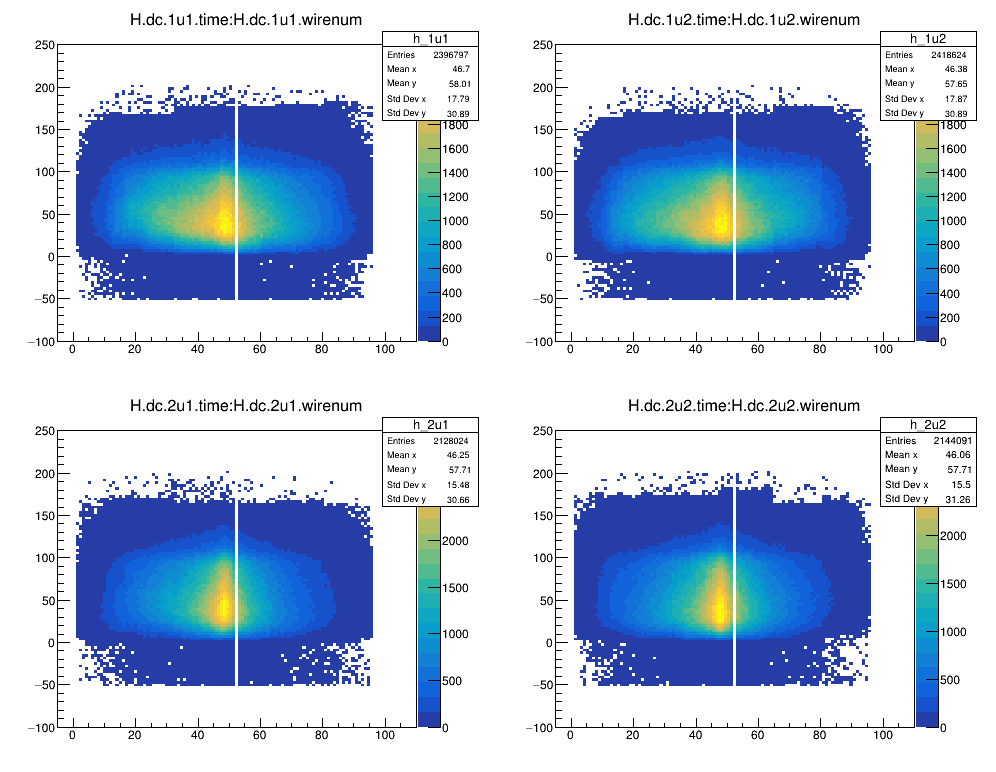 H.dc.1u1.time:H.dc.1u1.wirenum
h_1u1
Entries 2396797
Mean x 46.7
Mean y 58.01
Std Dev x 17.79
Std Dev y 30.89
250
200
150
100
50
0
−50
−100
0 20 40 60 80 100
1800
1600
1400
1200
1000
800
600
400
200
0
H.dc.1u2.time:H.dc.1u2.wirenum
h_1u2
Entries 2418624
Mean x 46.38
Mean y 57.65
Std Dev x 17.87
Std Dev y 30.89
250
200
150
100
50
0
−50
−100
0 20 40 60 80 100
1800
1600
1400
1200
1000
800
600
400
200
0
H.dc.2u1.time:H.dc.2u1.wirenum
h_2u1
Entries 2128024
Mean x 46.25
Mean y 57.71
Std Dev x 15.48
Std Dev y 30.66
250
200
150
100
50
0
−50
−100
0 20 40 60 80 100
2000
1500
1000
500
0
H.dc.2u2.time:H.dc.2u2.wirenum
h_2u2
Entries 2144091
Mean x 46.06
Mean y 57.71
Std Dev x 15.5
Std Dev y 31.26
250
200
150
100
50
0
−50
−100
0 20 40 60 80 100
2000
1500
1000
500
0